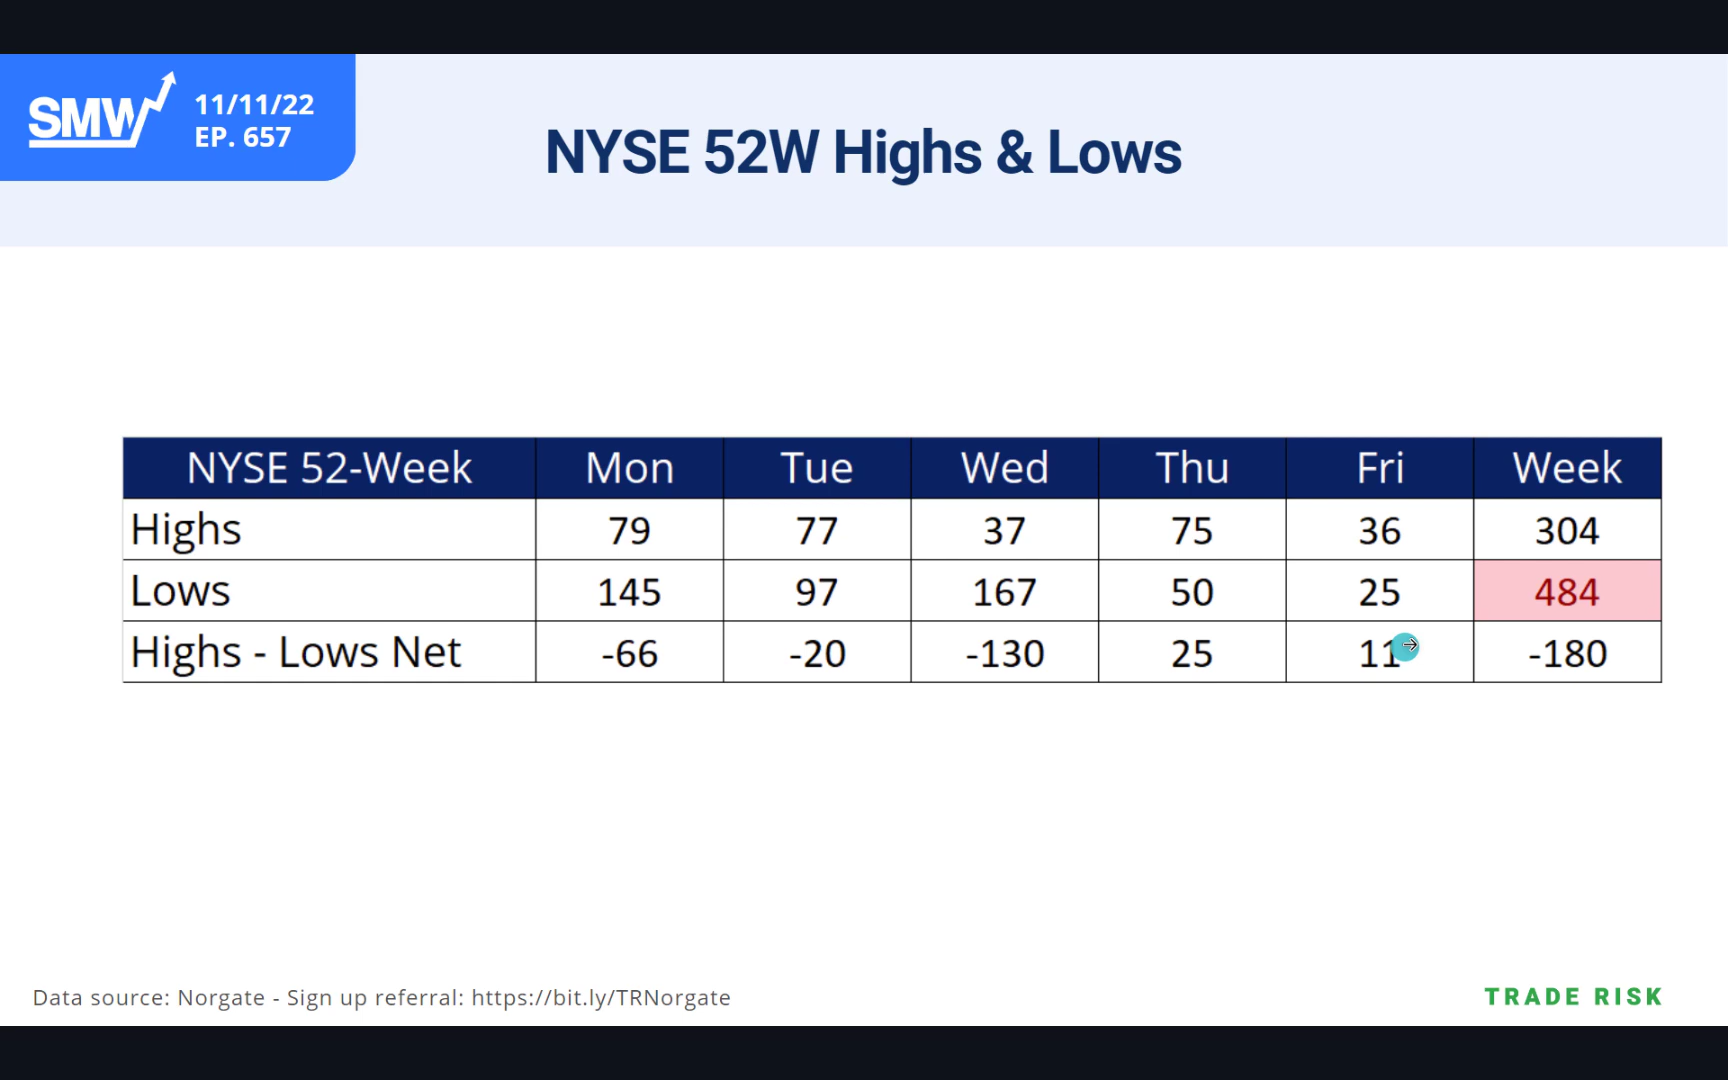 SMW
11/11/22
EP. 657
NYSE 52W Highs & Lows
NYSE 52-Week Mon Tue Wed Thu Fri Week
Highs 79 77 37 75 36 304
Lows 145 97 167 50 25 484
Highs - Lows Net -66 -20 -130 25 11 -180
Data source: Norgate - Sign up referral: https://bit.ly/TRNorgate
TRADE RISK